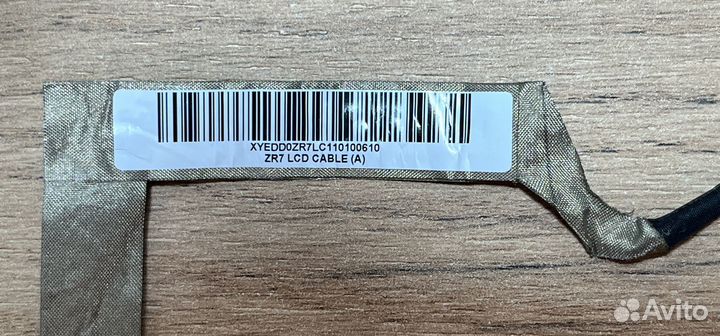 XYEDD0ZR7LC110100610
ZR7 LCD CABLE (A)
Avito